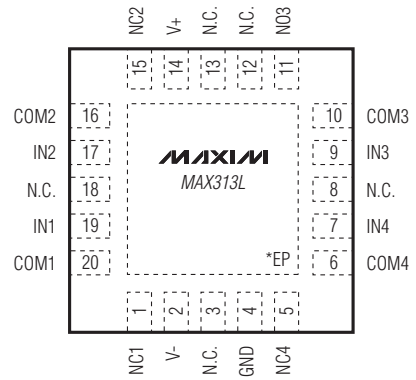 NC2 V+ N.C. N.C. NO3
15 14 13 12 11
COM2 16 10 COM3
IN2 17 9 IN3
N.C. 18 8 N.C.
IN1 19 7 IN4
COM1 20 6 COM4
MAXIM
MAX313L
*EP
1 2 3 4 5
NC1 V- N.C. GND NC4